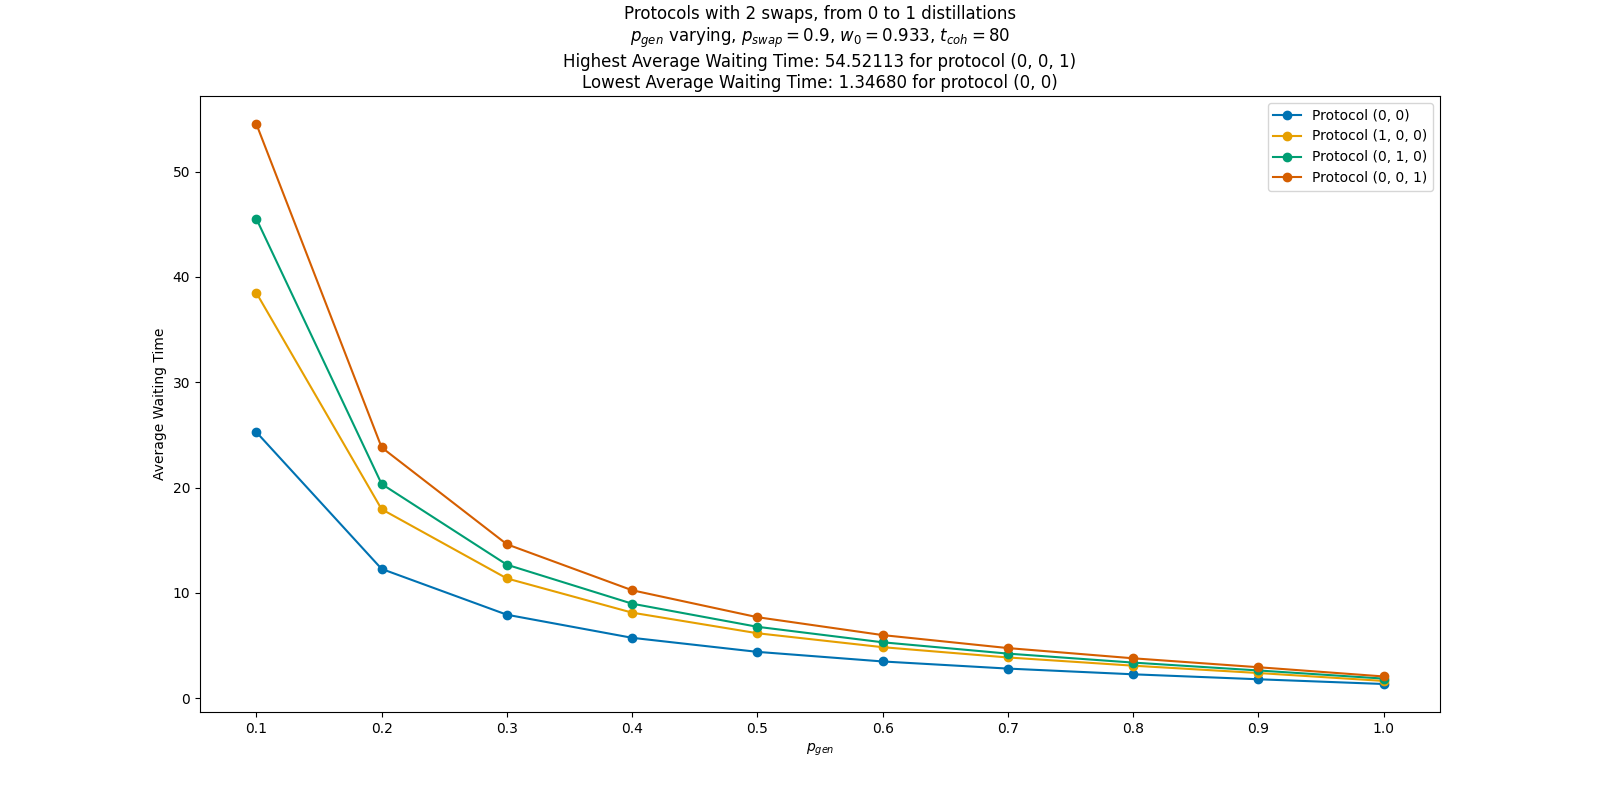 Protocols with 2 swaps, from 0 to 1 distillations
p_gen varying, p_swap = 0.9, w_0 = 0.933, t_coh = 80
Highest Average Waiting Time: 54.52113 for protocol (0, 0, 1)
Lowest Average Waiting Time: 1.34680 for protocol (0, 0)
Protocol (0, 0)
Protocol (1, 0, 0)
Protocol (0, 1, 0)
Protocol (0, 0, 1)
Average Waiting Time
50
40
30
20
10
0
0.1 0.2 0.3 0.4 0.5 0.6 0.7 0.8 0.9 1.0
p_gen